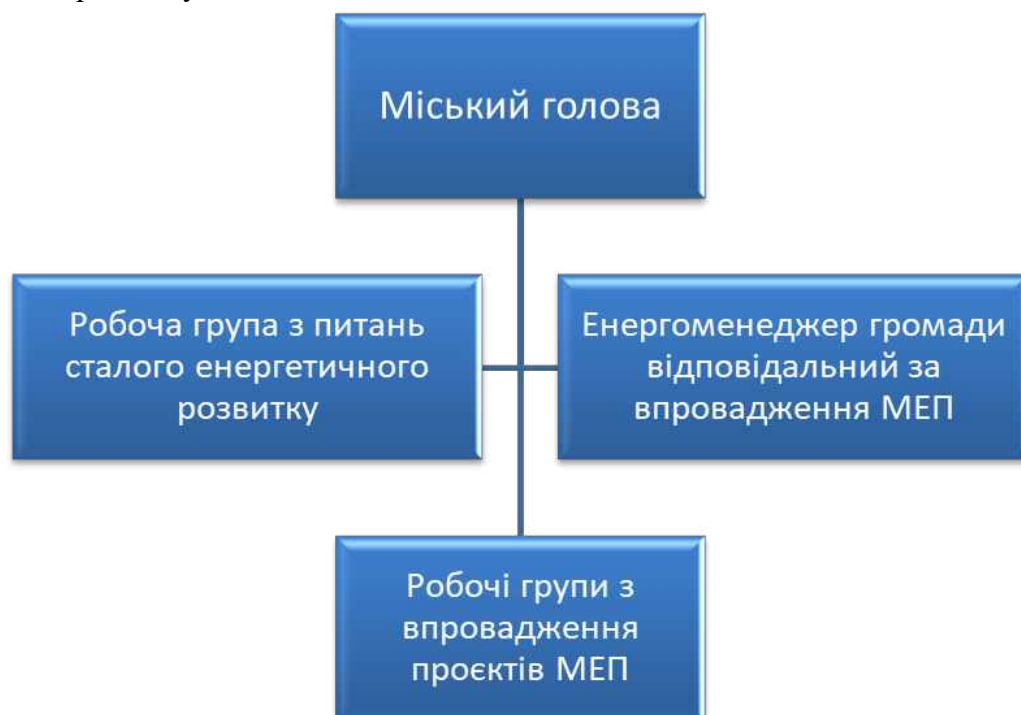 Міський голова
Робоча група з питань
сталого енергетичного
розвитку
Енергоменеджер громади
відповідальний за
впровадження МЕП
Робочі групи з
впровадження
проєктів МЕП